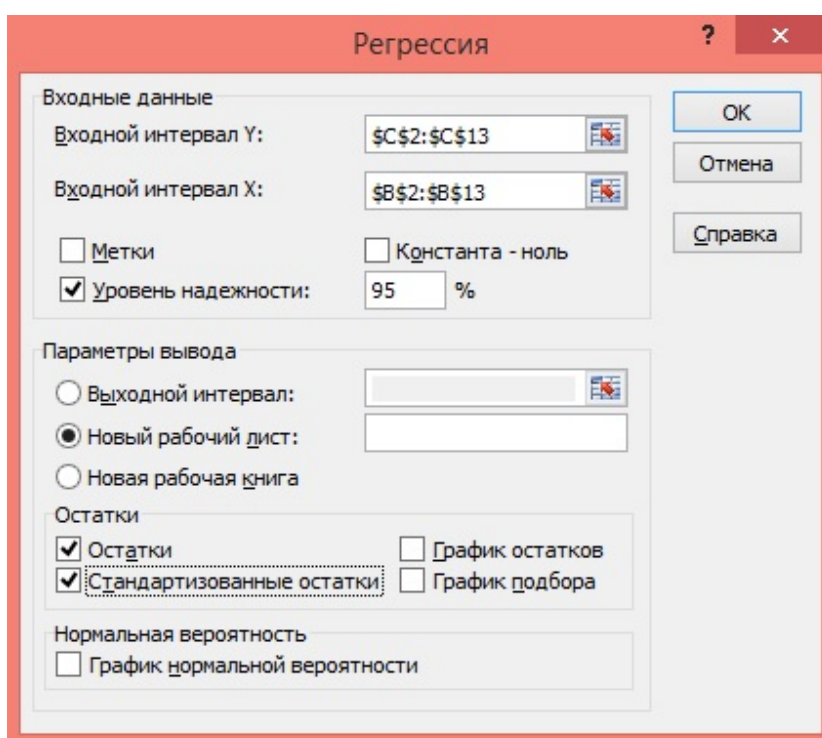 Регрессия
? ×
Входные данные
Входной интервал Y: $C$2:$C$13
Входной интервал X: $B$2:$B$13
Метки Константа - ноль
Уровень надежности: 95 %
ОК
Отмена
Справка
Параметры вывода
Выходной интервал:
Новый рабочий лист:
Новая рабочая книга
Остатки
Остатки График остатков
Стандартизованные остатки График подбора
Нормальная вероятность
График нормальной вероятности